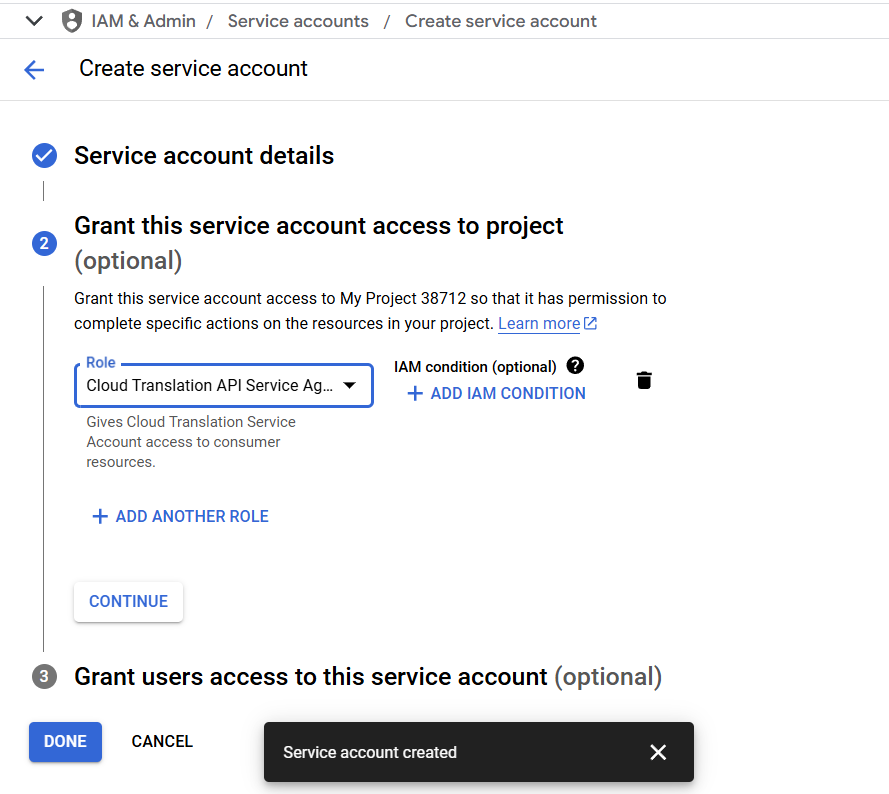 IAM & Admin / Service accounts / Create service account
Create service account
Service account details
2
Grant this service account access to project
(optional)
Grant this service account access to My Project 38712 so that it has permission to
complete specific actions on the resources in your project. Learn more
Role
IAM condition (optional) ?
Cloud Translation API Service Ag...
+ ADD IAM CONDITION
Gives Cloud Translation Service
Account access to consumer
resources.
+ ADD ANOTHER ROLE
CONTINUE
3 Grant users access to this service account (optional)
DONE CANCEL
Service account created